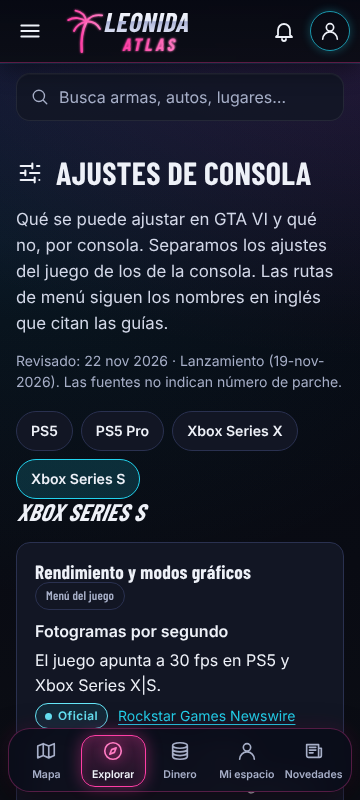 LEONIDA
ATLAS
Busca armas, autos, lugares...
AJUSTES DE CONSOLA
Qué se puede ajustar en GTA VI y qué
no, por consola. Separamos los ajustes
del juego de los de la consola. Las rutas
de menú siguen los nombres en inglés
que citan las guías.
Revisado: 22 nov 2026 · Lanzamiento (19-nov-
2026). Las fuentes no indican número de parche.
PS5 PS5 Pro Xbox Series X
Xbox Series S
XBOX SERIES S
Rendimiento y modos gráficos
Menú del juego
Fotogramas por segundo
El juego apunta a 30 fps en PS5 y
Xbox Series X|S.
Oficial Rockstar Games Newswire
Mapa Explorar Dinero Mi espacio Novedades